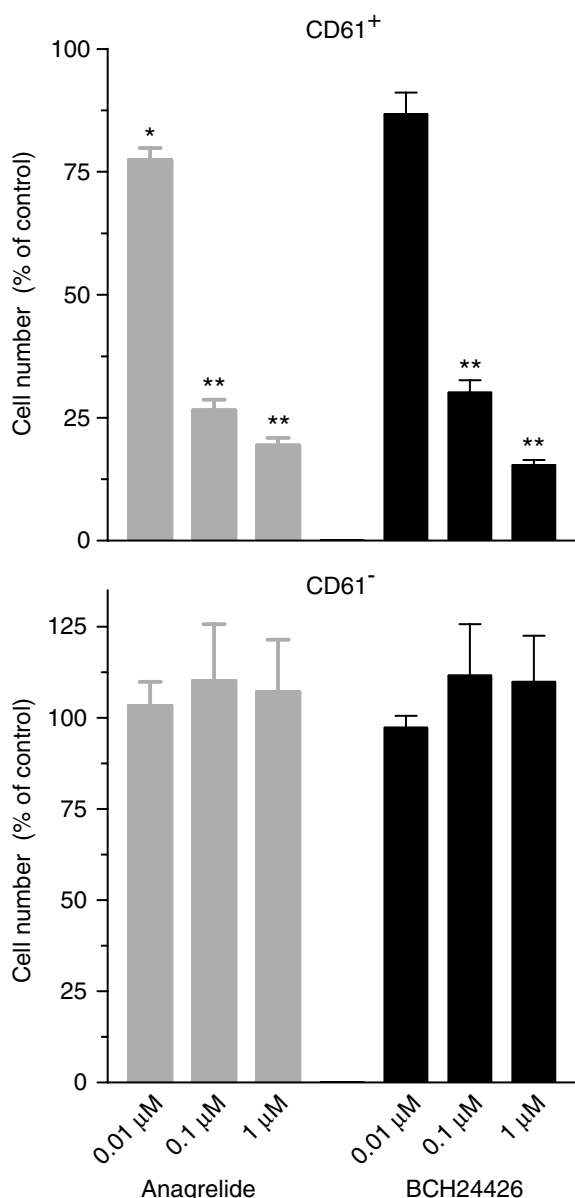 CD61+
100
75
50
25
0
Cell number (% of control)
*
**
**
**
**
CD61-
125
100
75
50
25
0
Cell number (% of control)
0.01 µM
0.1 µM
1 µM
0.01 µM
0.1 µM
1 µM
Anagrelide
BCH24426